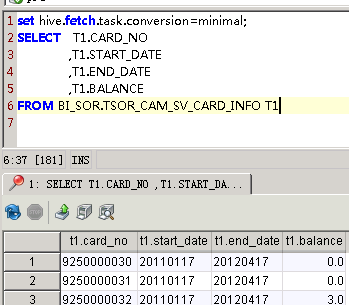 1 set hive.fetch.task.conversion=minimal;
2 SELECT T1.CARD_NO
3 ,T1.START_DATE
4 ,T1.END_DATE
5 ,T1.BALANCE
6 FROM BI_SOR.TSOR_CAM_SV_CARD_INFO T1
7
6:37 [181] INS
1: SELECT T1.CARD_NO ,T1.START_DA...
t1.card_no t1.start_date t1.end_date t1.balance
1 9250000030 20110117 20120417 0.0
2 9250000031 20110117 20120417 0.0
3 9250000032 20110117 20120417 3.0